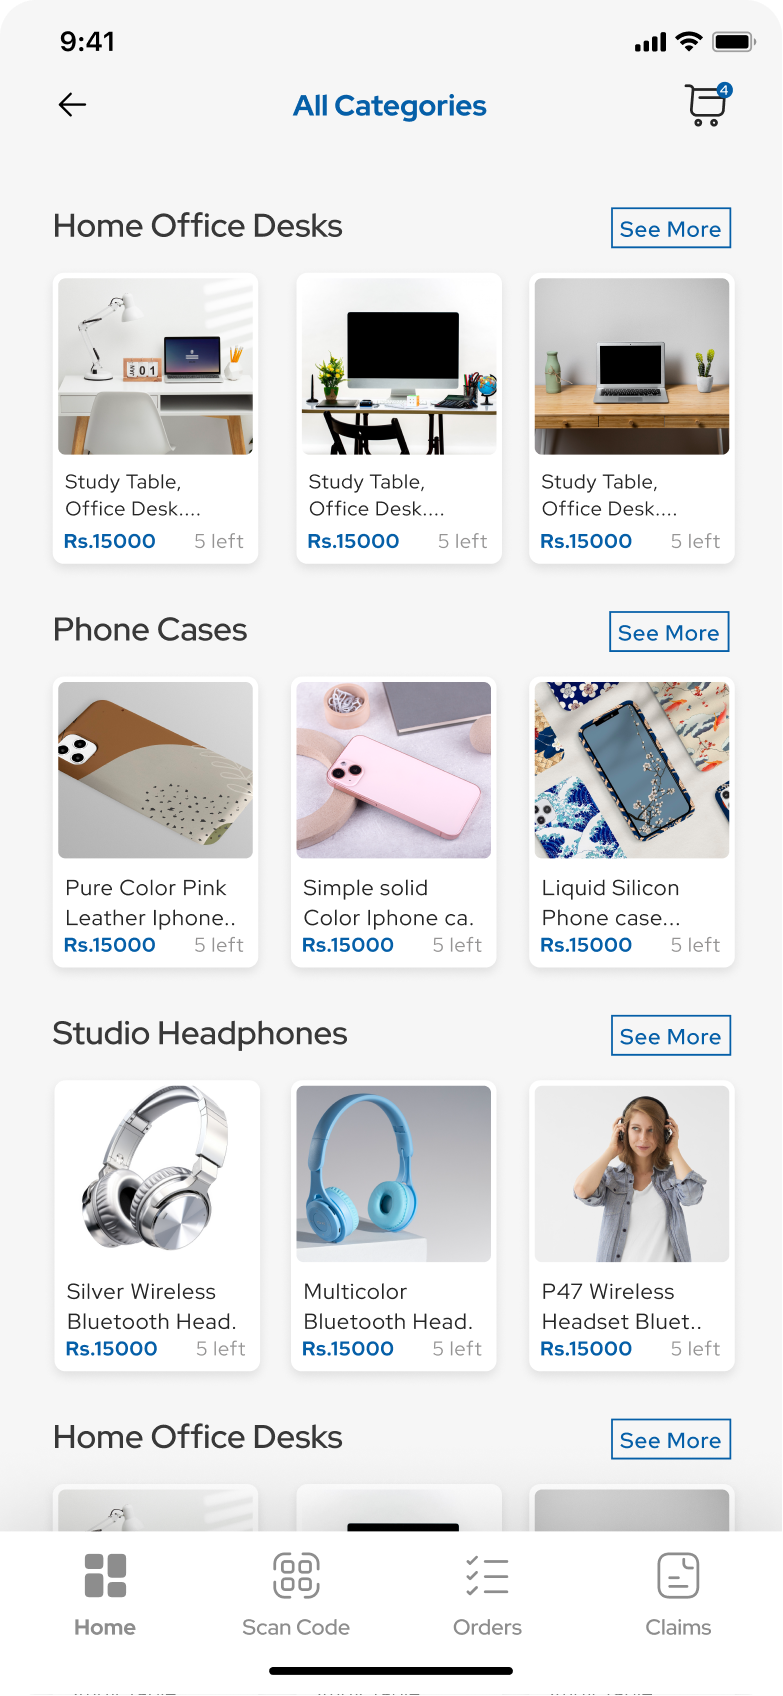 9:41
All Categories
4
Home Office Desks
See More
JAN 01
Study Table,
Office Desk....
Rs.15000
5 left
Study Table,
Office Desk....
Rs.15000
5 left
Study Table,
Office Desk....
Rs.15000
5 left
Phone Cases
See More
Pure Color Pink
Leather Iphone..
Rs.15000
5 left
Simple solid
Color Iphone ca.
Rs.15000
5 left
Liquid Silicon
Phone case...
Rs.15000
5 left
Studio Headphones
See More
Silver Wireless
Bluetooth Head.
Rs.15000
5 left
Multicolor
Bluetooth Head.
Rs.15000
5 left
P47 Wireless
Headset Bluet..
Rs.15000
5 left
Home Office Desks
See More
Home
Scan Code
Orders
Claims